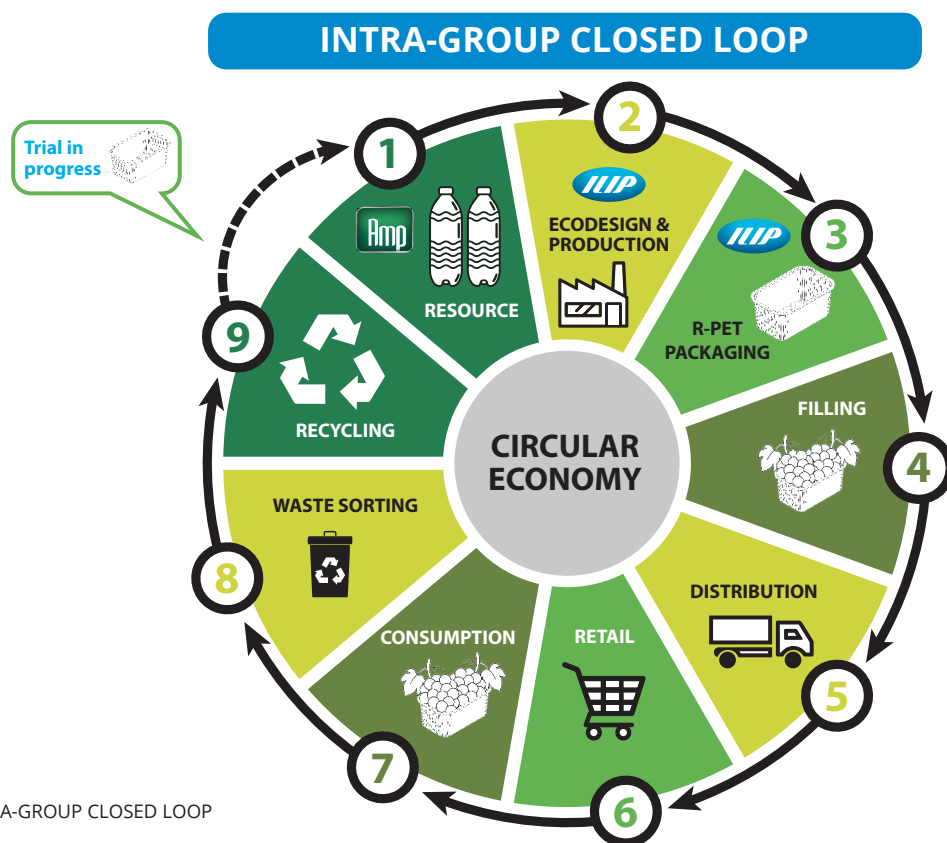 INTRA-GROUP CLOSED LOOP
Trial in
progress
1
2
3
4
5
6
7
8
9
Amp
RESOURCE
ILIP
ECODESIGN &
PRODUCTION
ILIP
R-PET
PACKAGING
FILLING
DISTRIBUTION
RETAIL
CONSUMPTION
WASTE SORTING
RECYCLING
CIRCULAR
ECONOMY
A-GROUP CLOSED LOOP